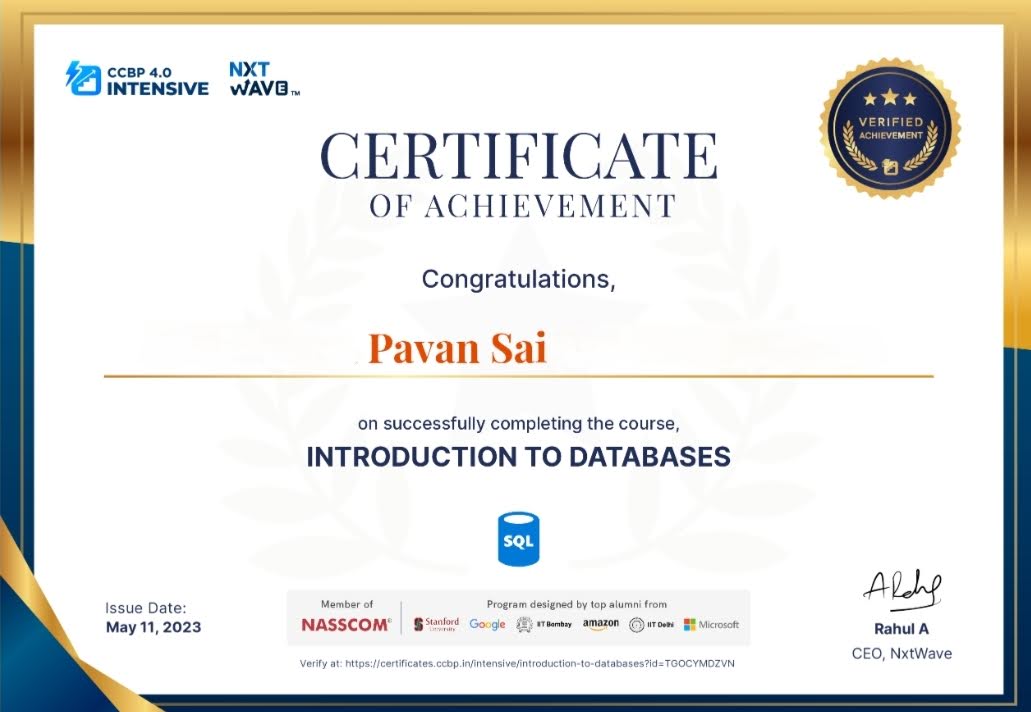 CCBP 4.0
INTENSIVE
NXT
WAVE™
VERIFIED
ACHIEVEMENT
CERTIFICATE
OF ACHIEVEMENT
Congratulations,
Pavan Sai
on successfully completing the course,
INTRODUCTION TO DATABASES
SQL
Issue Date:
May 11, 2023
Member of
NASSCOM®
Program designed by top alumni from
Stanford University Google IIT Bombay amazon IIT Delhi Microsoft
Rahul A
CEO, NxtWave
Verify at: https://certificates.ccbp.in/intensive/introduction-to-databases?id=TGOCYMDZVN